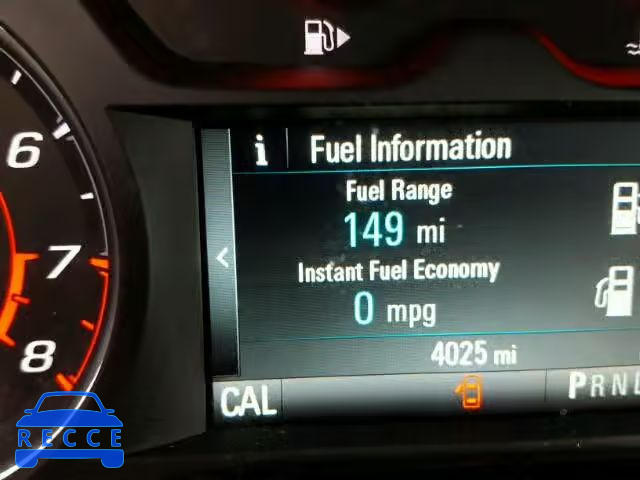 6
7
8
i Fuel Information
Fuel Range
149 mi
<
Instant Fuel Economy
0 mpg
4025 mi
CAL
PRND
RECCE